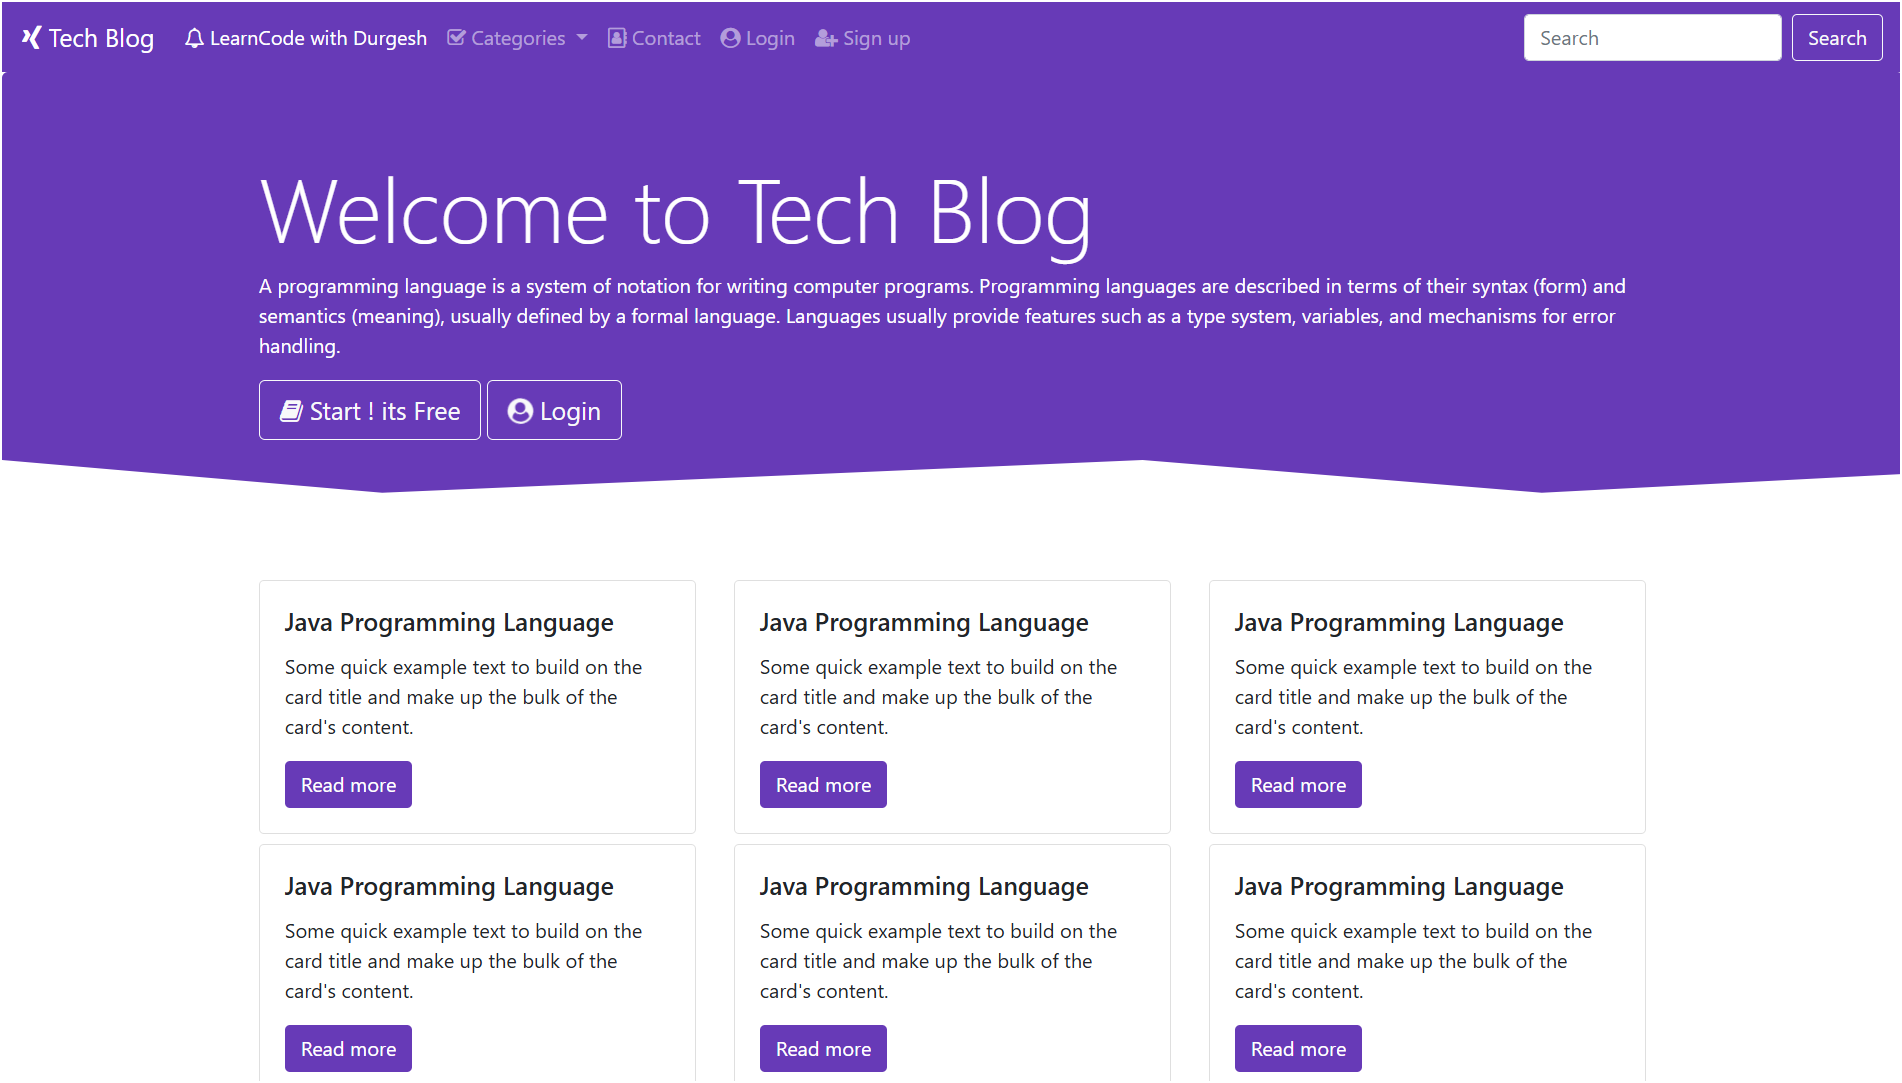 Tech Blog LearnCode with Durgesh Categories Contact Login Sign up Search Search
Welcome to Tech Blog
A programming language is a system of notation for writing computer programs. Programming languages are described in terms of their syntax (form) and
semantics (meaning), usually defined by a formal language. Languages usually provide features such as a type system, variables, and mechanisms for error
handling.
Start ! its Free Login
Java Programming Language
Some quick example text to build on the
card title and make up the bulk of the
card's content.
Read more
Java Programming Language
Some quick example text to build on the
card title and make up the bulk of the
card's content.
Read more
Java Programming Language
Some quick example text to build on the
card title and make up the bulk of the
card's content.
Read more
Java Programming Language
Some quick example text to build on the
card title and make up the bulk of the
card's content.
Read more
Java Programming Language
Some quick example text to build on the
card title and make up the bulk of the
card's content.
Read more
Java Programming Language
Some quick example text to build on the
card title and make up the bulk of the
card's content.
Read more